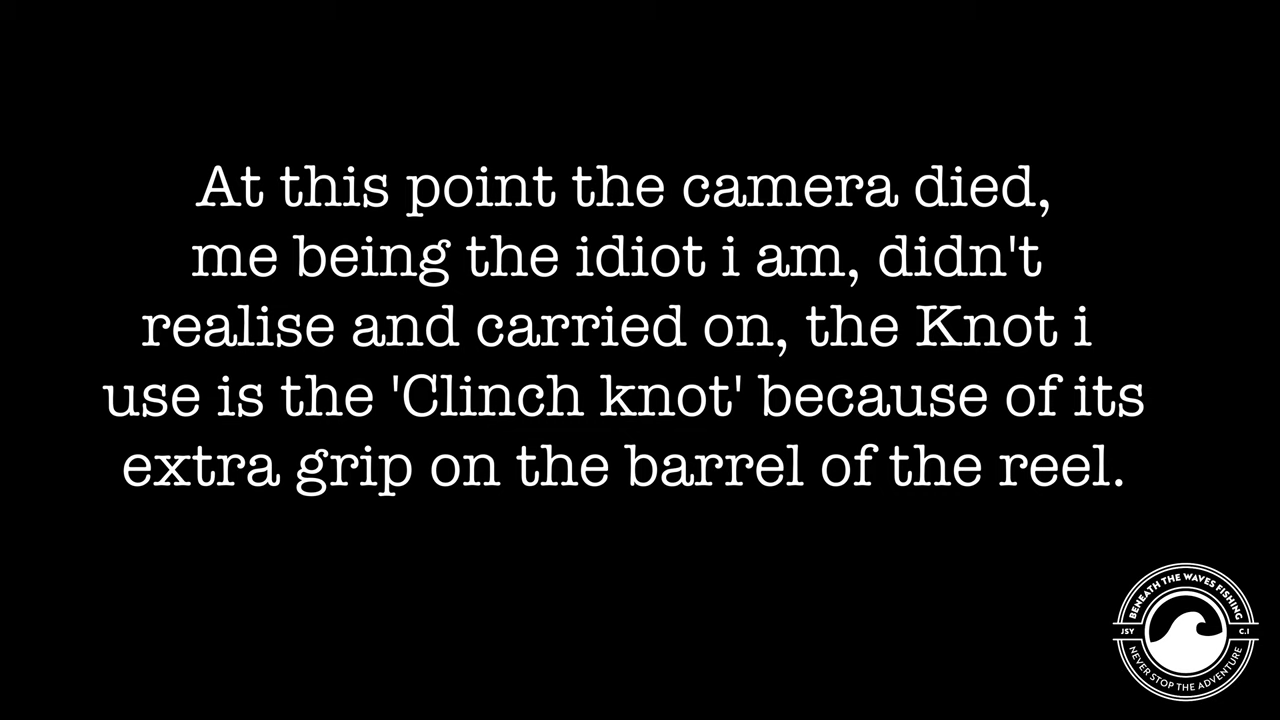 At this point the camera died,
me being the idiot i am, didn't
realise and carried on, the Knot i
use is the 'Clinch knot' because of its
extra grip on the barrel of the reel.
BENEATH THE WAVES FISHING
JSY C.I
NEVER STOP THE ADVENTURE